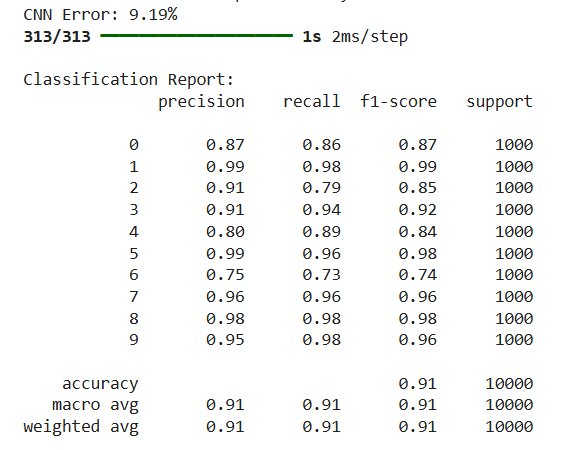 CNN Error: 9.19%
313/313 ━━━━━━━━━━━━━━━━━━━━ 1s 2ms/step
Classification Report:
precision recall f1-score support
0 0.87 0.86 0.87 1000
1 0.99 0.98 0.99 1000
2 0.91 0.79 0.85 1000
3 0.91 0.94 0.92 1000
4 0.80 0.89 0.84 1000
5 0.99 0.96 0.98 1000
6 0.75 0.73 0.74 1000
7 0.96 0.96 0.96 1000
8 0.98 0.98 0.98 1000
9 0.95 0.98 0.96 1000
accuracy 0.91 10000
macro avg 0.91 0.91 0.91 10000
weighted avg 0.91 0.91 0.91 10000